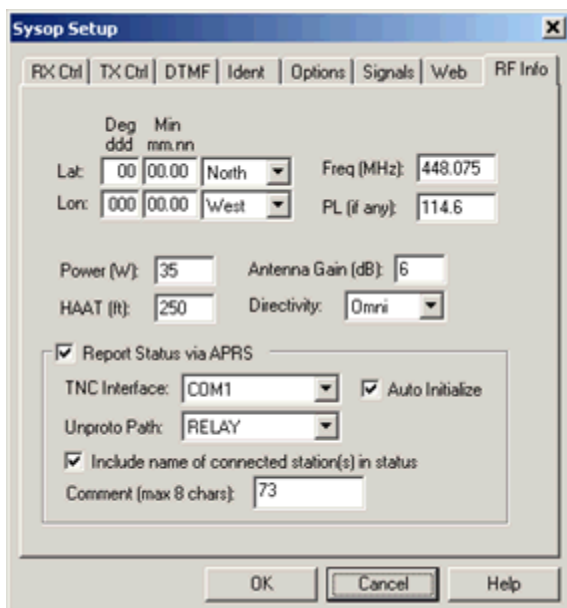 Sysop Setup
RX Ctrl TX Ctrl DTMF Ident Options Signals Web RF Info
Deg Min
ddd mm.nn
Lat: 00 00.00 North Freq (MHz): 448.075
Lon: 000 00.00 West PL (if any): 114.6
Power (W): 35 Antenna Gain (dB): 6
HAAT (ft): 250 Directivity: Omni
Report Status via APRS
TNC Interface: COM1 Auto Initialize
Unproto Path: RELAY
Include name of connected station(s) in status
Comment (max 8 chars): 73
OK Cancel Help